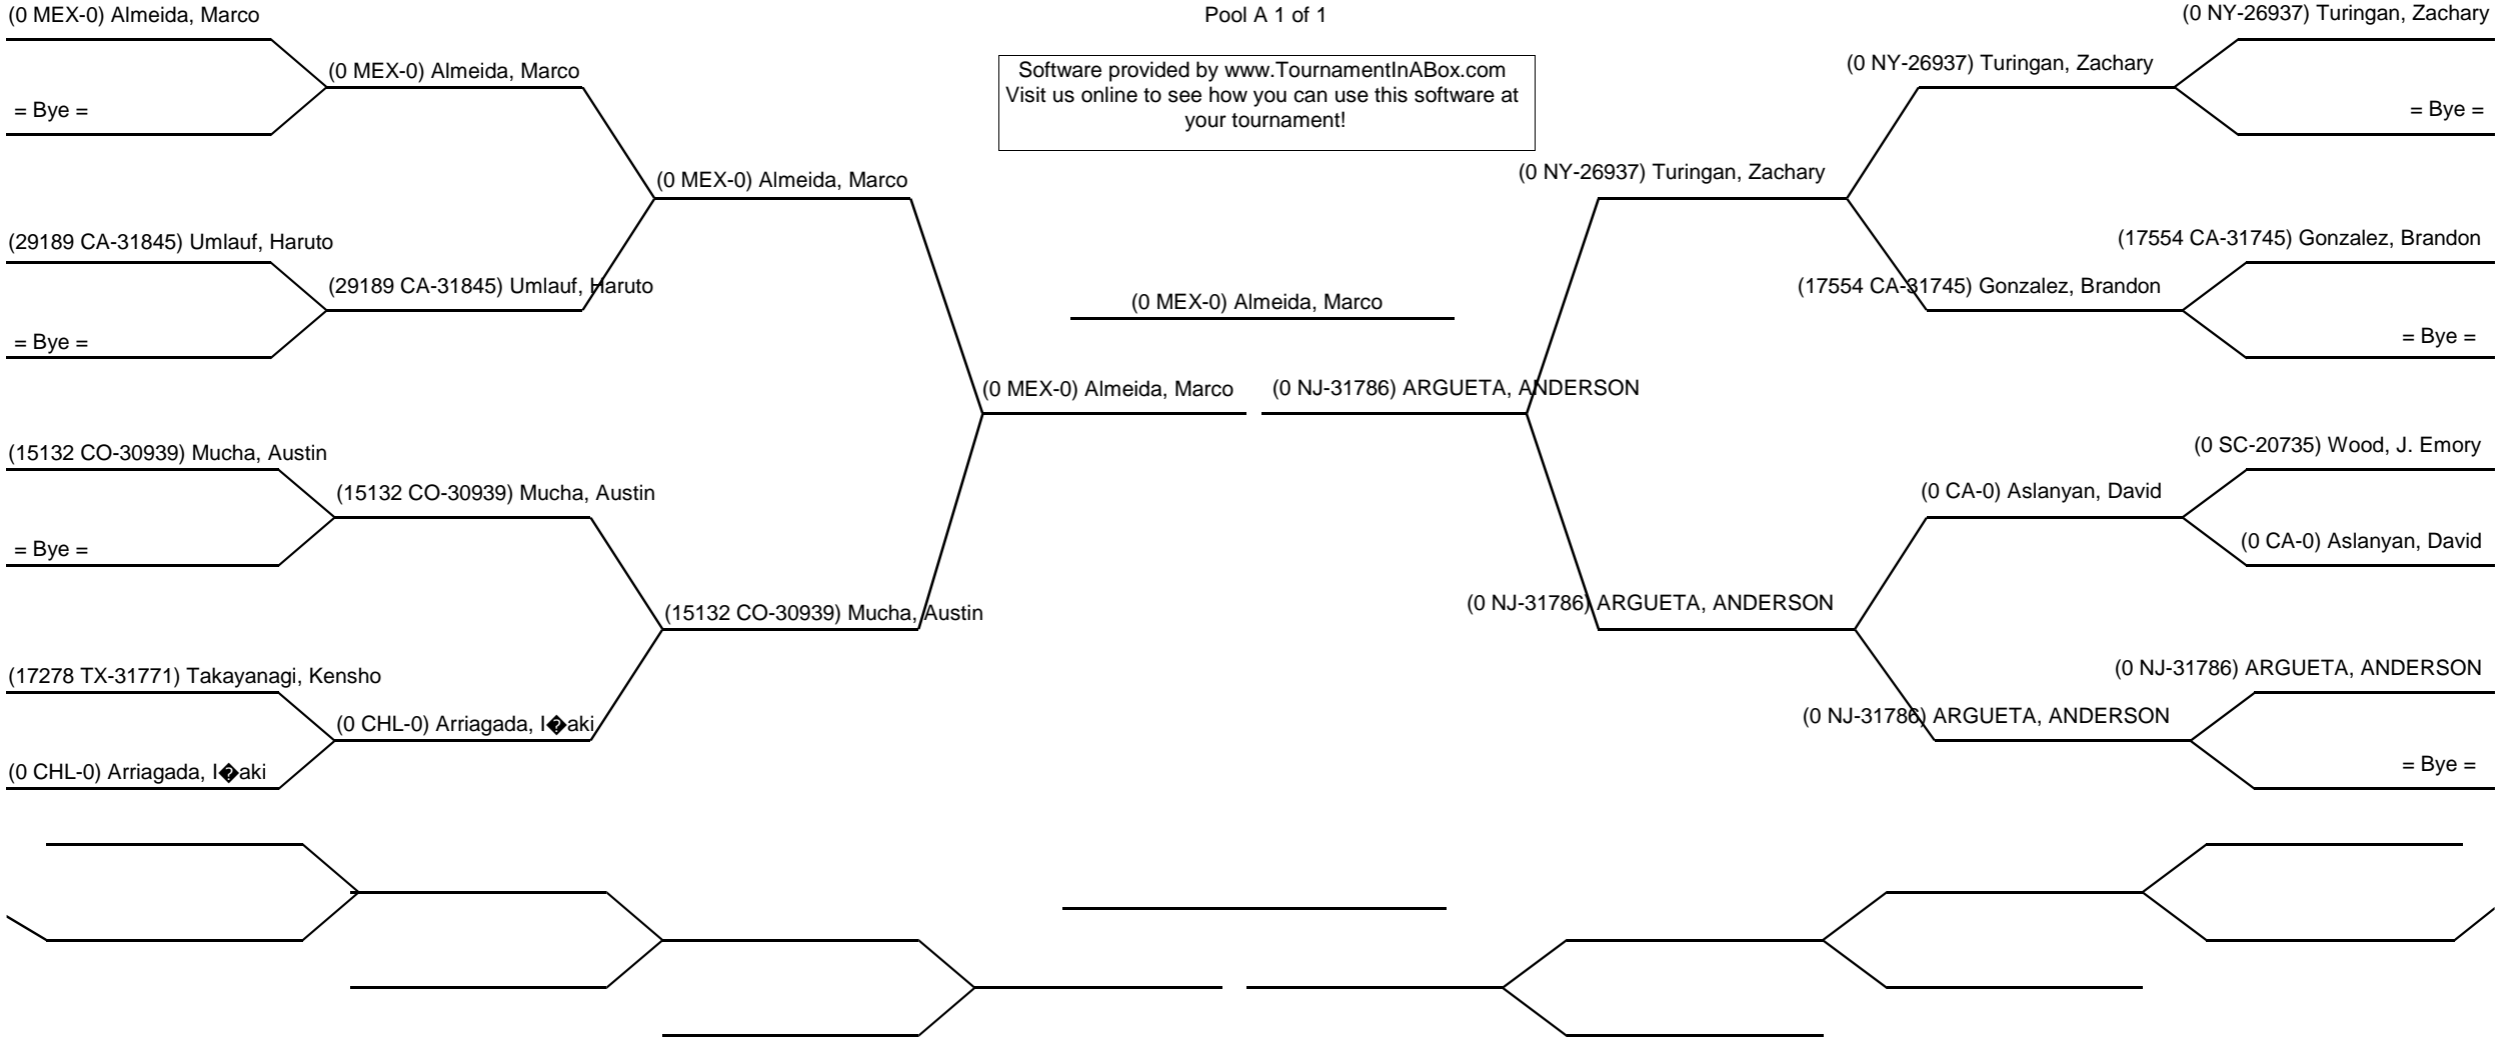 (0 MEX-0) Almeida, Marco
= Bye =
(29189 CA-31845) Umlauf, Haruto
= Bye =
(15132 CO-30939) Mucha, Austin
= Bye =
(17278 TX-31771) Takayanagi, Kensho
(0 CHL-0) Arriagada, I�aki
(0 MEX-0) Almeida, Marco
(29189 CA-31845) Umlauf, Haruto
(15132 CO-30939) Mucha, Austin
(0 CHL-0) Arriagada, I�aki
(0 MEX-0) Almeida, Marco
(15132 CO-30939) Mucha, Austin
(0 MEX-0) Almeida, Marco
Pool A 1 of 1
Software provided by www.TournamentInABox.com
Visit us online to see how you can use this software at
your tournament!
(0 MEX-0) Almeida, Marco
(0 NJ-31786) ARGUETA, ANDERSON
(0 NY-26937) Turingan, Zachary
(0 NJ-31786) ARGUETA, ANDERSON
(0 NY-26937) Turingan, Zachary
(17554 CA-31745) Gonzalez, Brandon
(0 CA-0) Aslanyan, David
(0 NJ-31786) ARGUETA, ANDERSON
(0 NY-26937) Turingan, Zachary
= Bye =
(17554 CA-31745) Gonzalez, Brandon
= Bye =
(0 SC-20735) Wood, J. Emory
(0 CA-0) Aslanyan, David
(0 NJ-31786) ARGUETA, ANDERSON
= Bye =